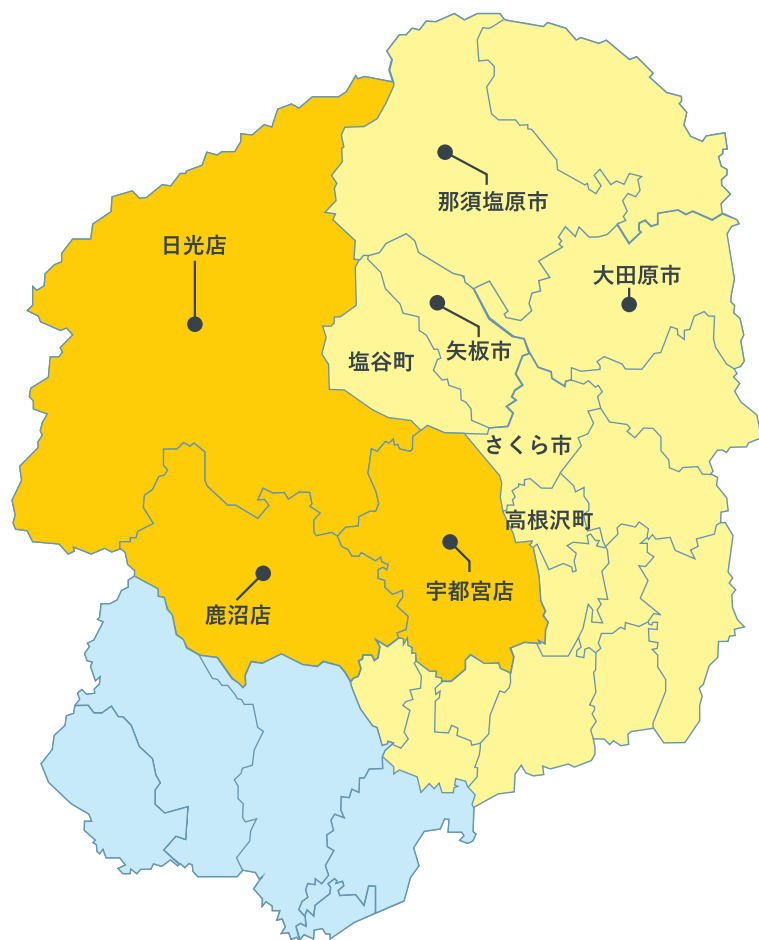 那須塩原市
日光店
大田原市
矢板市
塩谷町
さくら市
高根沢町
宇都宮店
鹿沼店